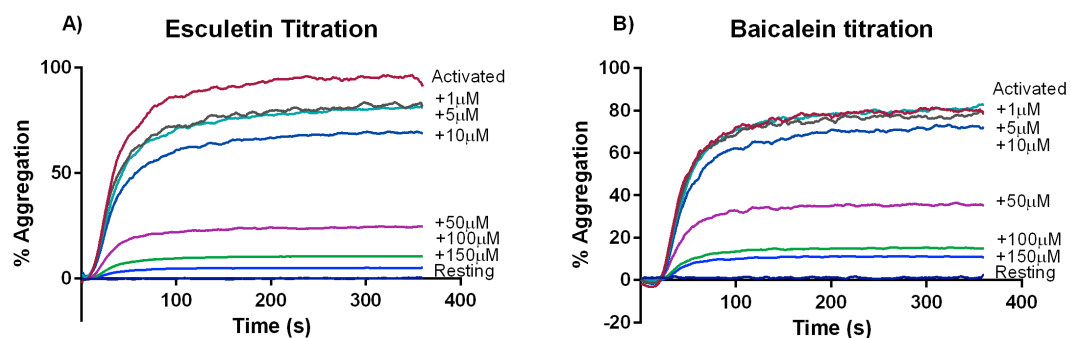 A)
Esculetin Titration
% Aggregation
100
50
0
100
200
300
400
Time (s)
Activated
+1µM
+5µM
+10µM
+50µM
+100µM
+150µM
Resting
B)
Baicalein titration
% Aggregation
100
80
60
40
20
0
-20
100
200
300
400
Time (s)
Activated
+1µM
+5µM
+10µM
+50µM
+100µM
+150µM
Resting